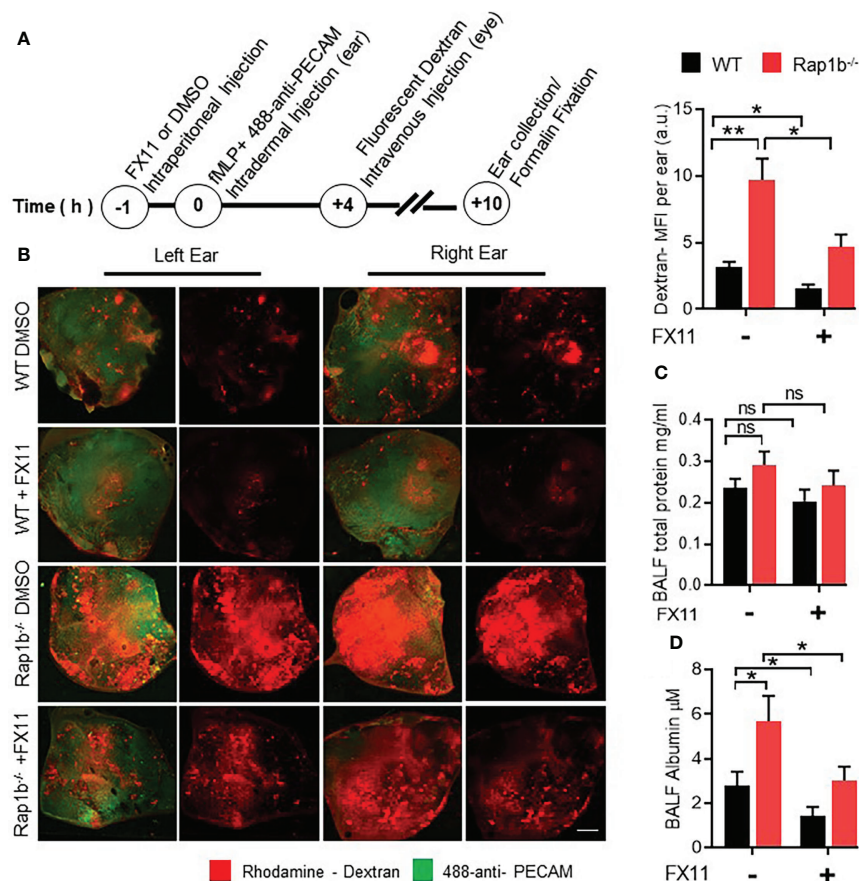 A
FX11 or DMSO
Intraperitoneal Injection
fMLP+ 488-anti-PECAM
Intradermal Injection (ear)
Fluorescent Dextran
Intravenous Injection (eye)
Ear collection/
Formalin Fixation
Time ( h )
-1
0
+4
+10
B
Left Ear
Right Ear
WT DMSO
WT + FX11
Rap1b-/- DMSO
Rap1b-/- +FX11
Rhodamine - Dextran
488-anti- PECAM
WT
Rap1b-/-
Dextran- MFI per ear (a.u.)
15
10
5
0
*
**
*
FX11
-
+
C
BALF total protein mg/ml
0.4
0.3
0.2
0.1
0.0
ns
ns
ns
FX11
-
+
D
BALF Albumin µM
8
6
4
2
0
*
*
*
FX11
-
+